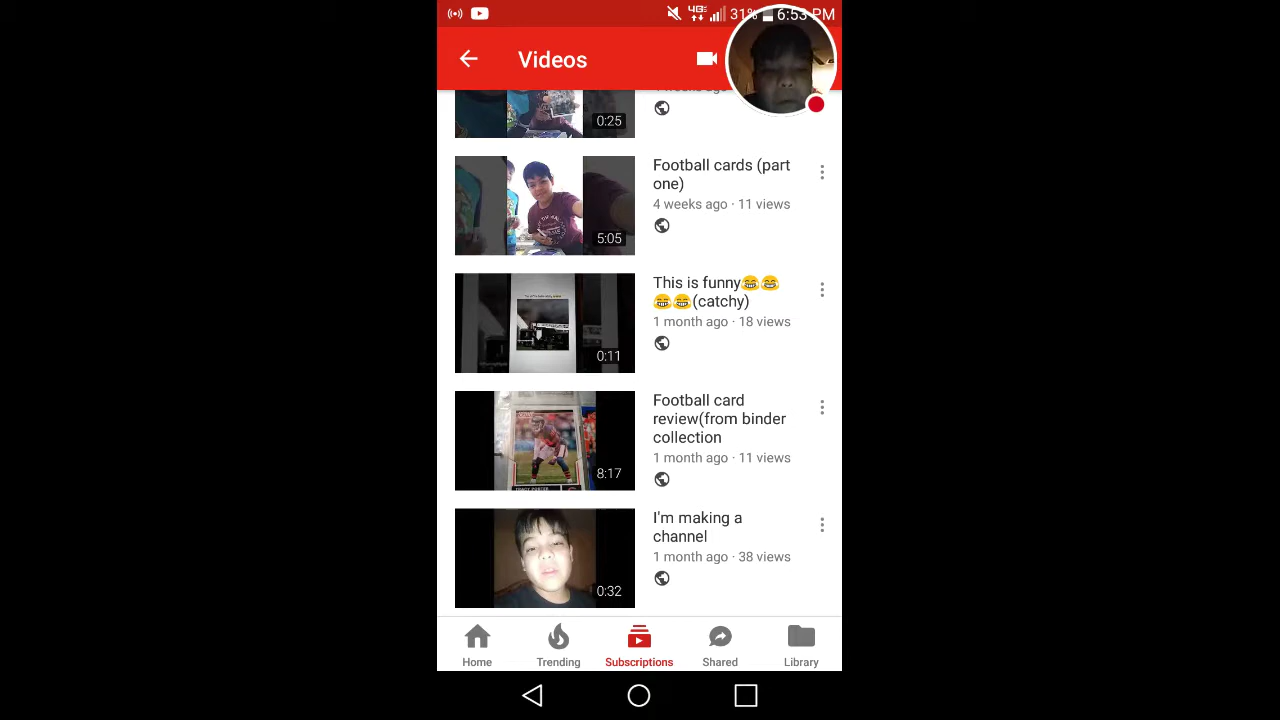 4G
31%
6:53 PM
Videos
0:25
Football cards (part
one)
4 weeks ago · 11 views
5:05
This is funny😂😂
😂😂(catchy)
1 month ago · 18 views
0:11
Football card
review(from binder
collection
1 month ago · 11 views
8:17
I'm making a
channel
1 month ago · 38 views
0:32
Home
Trending
Subscriptions
Shared
Library